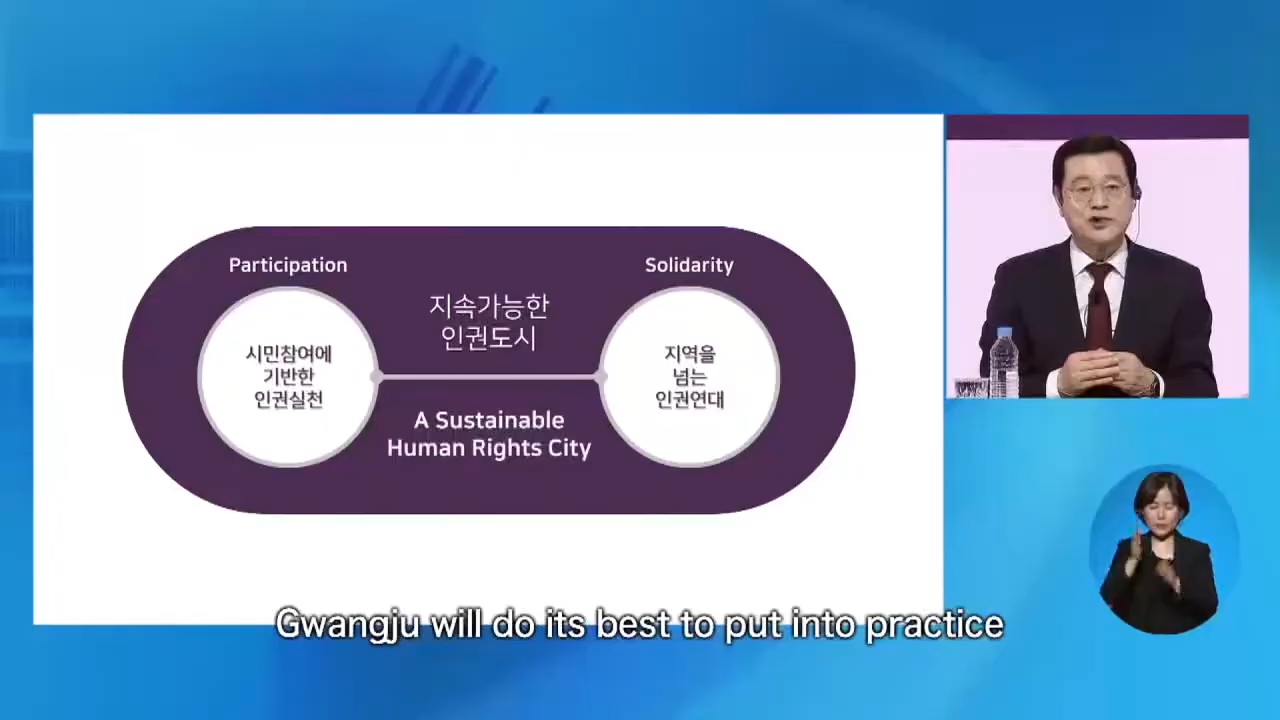 Participation
Solidarity
지속가능한
인권도시
시민참여에
기반한
인권실천
지역을
넘는
인권연대
A Sustainable
Human Rights City
Gwangju will do its best to put into practice